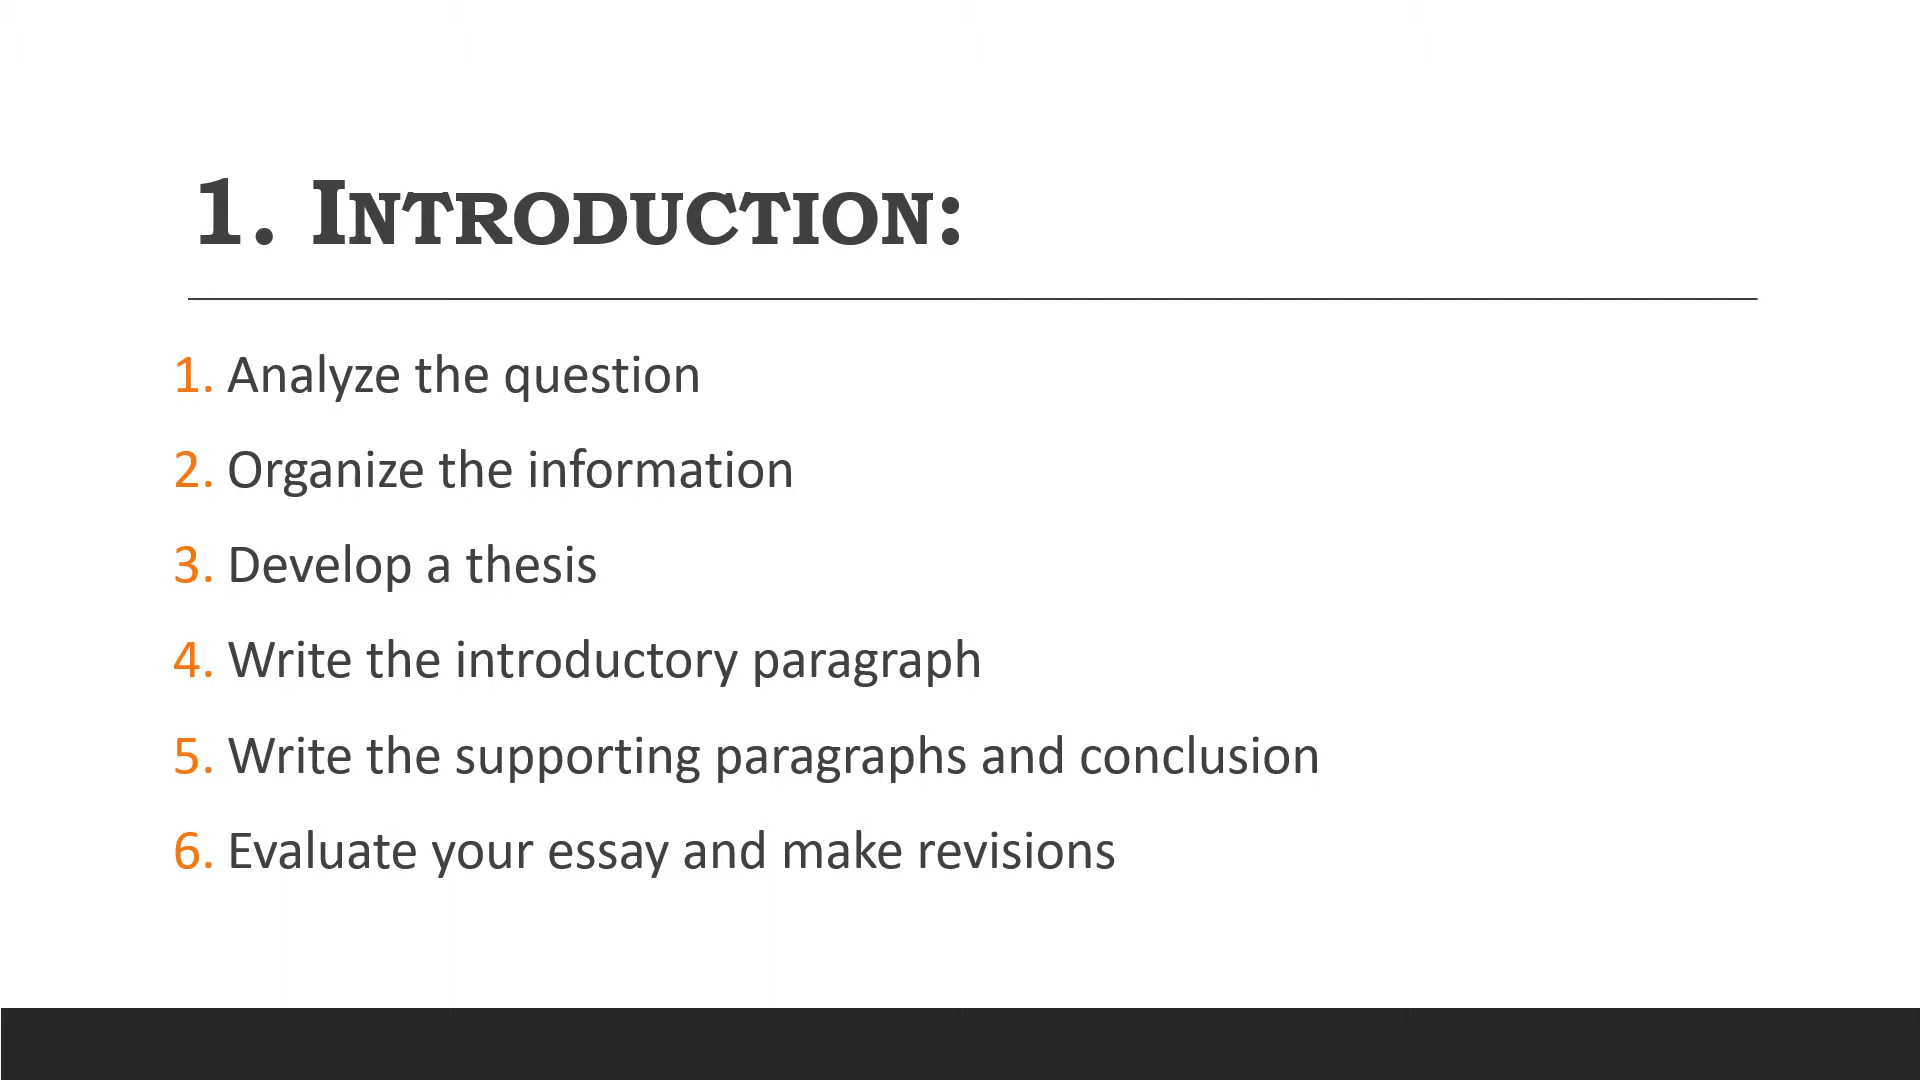 1. Introduction:
1. Analyze the question
2. Organize the information
3. Develop a thesis
4. Write the introductory paragraph
5. Write the supporting paragraphs and conclusion
6. Evaluate your essay and make revisions